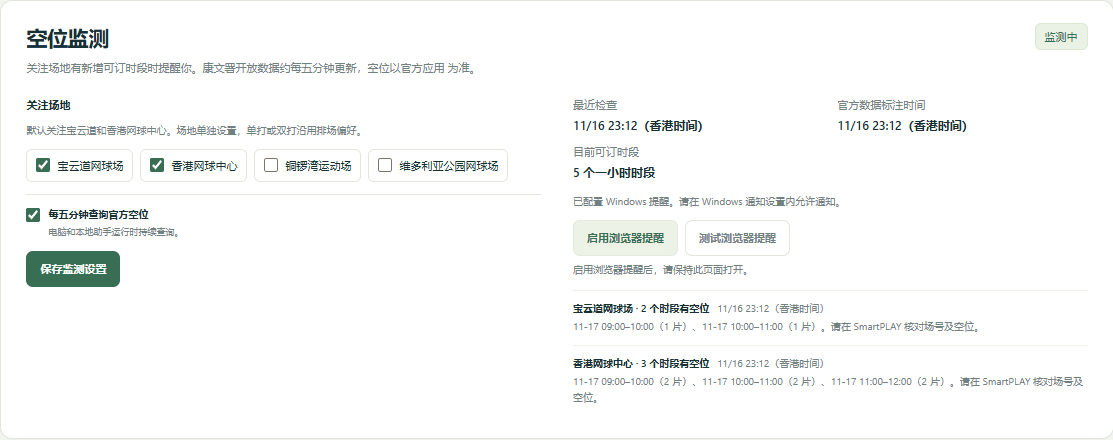 空位监测
监测中
关注场地有新增可订时段时提醒你。康文署开放数据约每五分钟更新，空位以官方应用 为准。
关注场地
默认关注宝云道和香港网球中心。场地单独设置，单打或双打沿用排场偏好。
宝云道网球场
香港网球中心
铜锣湾运动场
维多利亚公园网球场
每五分钟查询官方空位
电脑和本地助手运行时持续查询。
保存监测设置
最近检查
官方数据标注时间
11/16 23:12（香港时间）
11/16 23:12（香港时间）
目前可订时段
5 个一小时时段
已配置 Windows 提醒。请在 Windows 通知设置内允许通知。
启用浏览器提醒
测试浏览器提醒
启用浏览器提醒后，请保持此页面打开。
宝云道网球场 · 2 个时段有空位 11/16 23:12（香港时间）
11-17 09:00–10:00（1 片）、11-17 10:00–11:00（1 片）。请在 SmartPLAY 核对场号及空位。
香港网球中心 · 3 个时段有空位 11/16 23:12（香港时间）
11-17 09:00–10:00（2 片）、11-17 10:00–11:00（2 片）、11-17 11:00–12:00（2 片）。请在 SmartPLAY 核对场号及
空位。